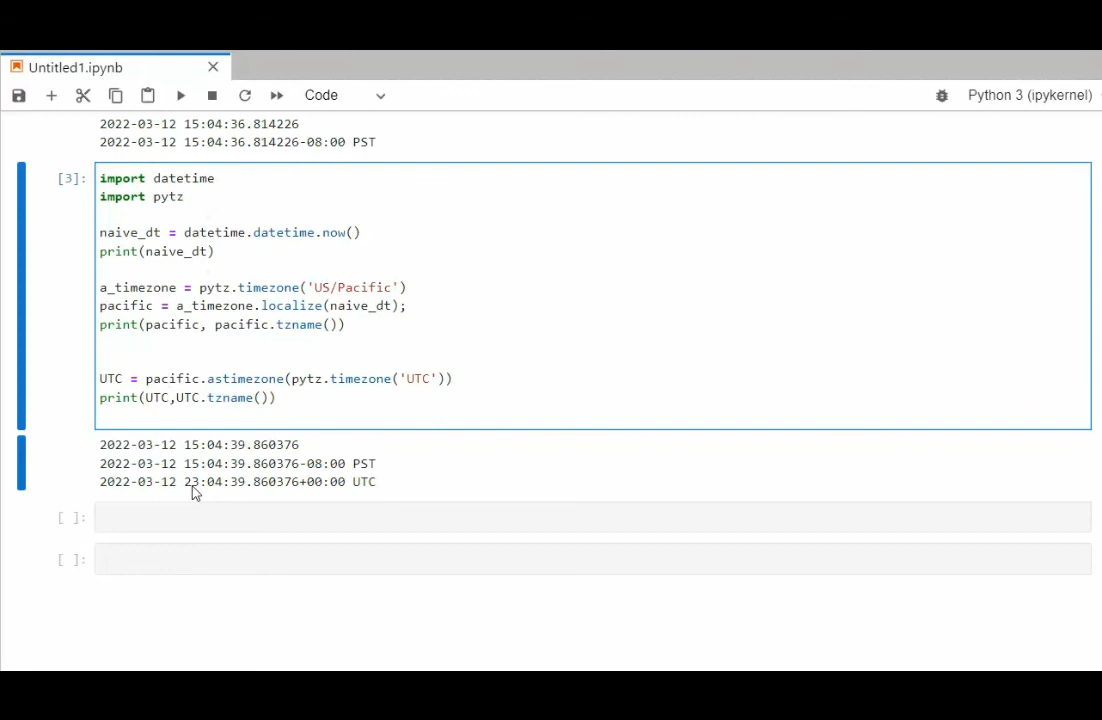 Untitled1.ipynb
Code
Python 3 (ipykernel)
2022-03-12 15:04:36.814226
2022-03-12 15:04:36.814226-08:00 PST
[3]:
import datetime
import pytz
naive_dt = datetime.datetime.now()
print(naive_dt)
a_timezone = pytz.timezone('US/Pacific')
pacific = a_timezone.localize(naive_dt);
print(pacific, pacific.tzname())
UTC = pacific.astimezone(pytz.timezone('UTC'))
print(UTC,UTC.tzname())
2022-03-12 15:04:39.860376
2022-03-12 15:04:39.860376-08:00 PST
2022-03-12 23:04:39.860376+00:00 UTC
[ ]:
[ ]: